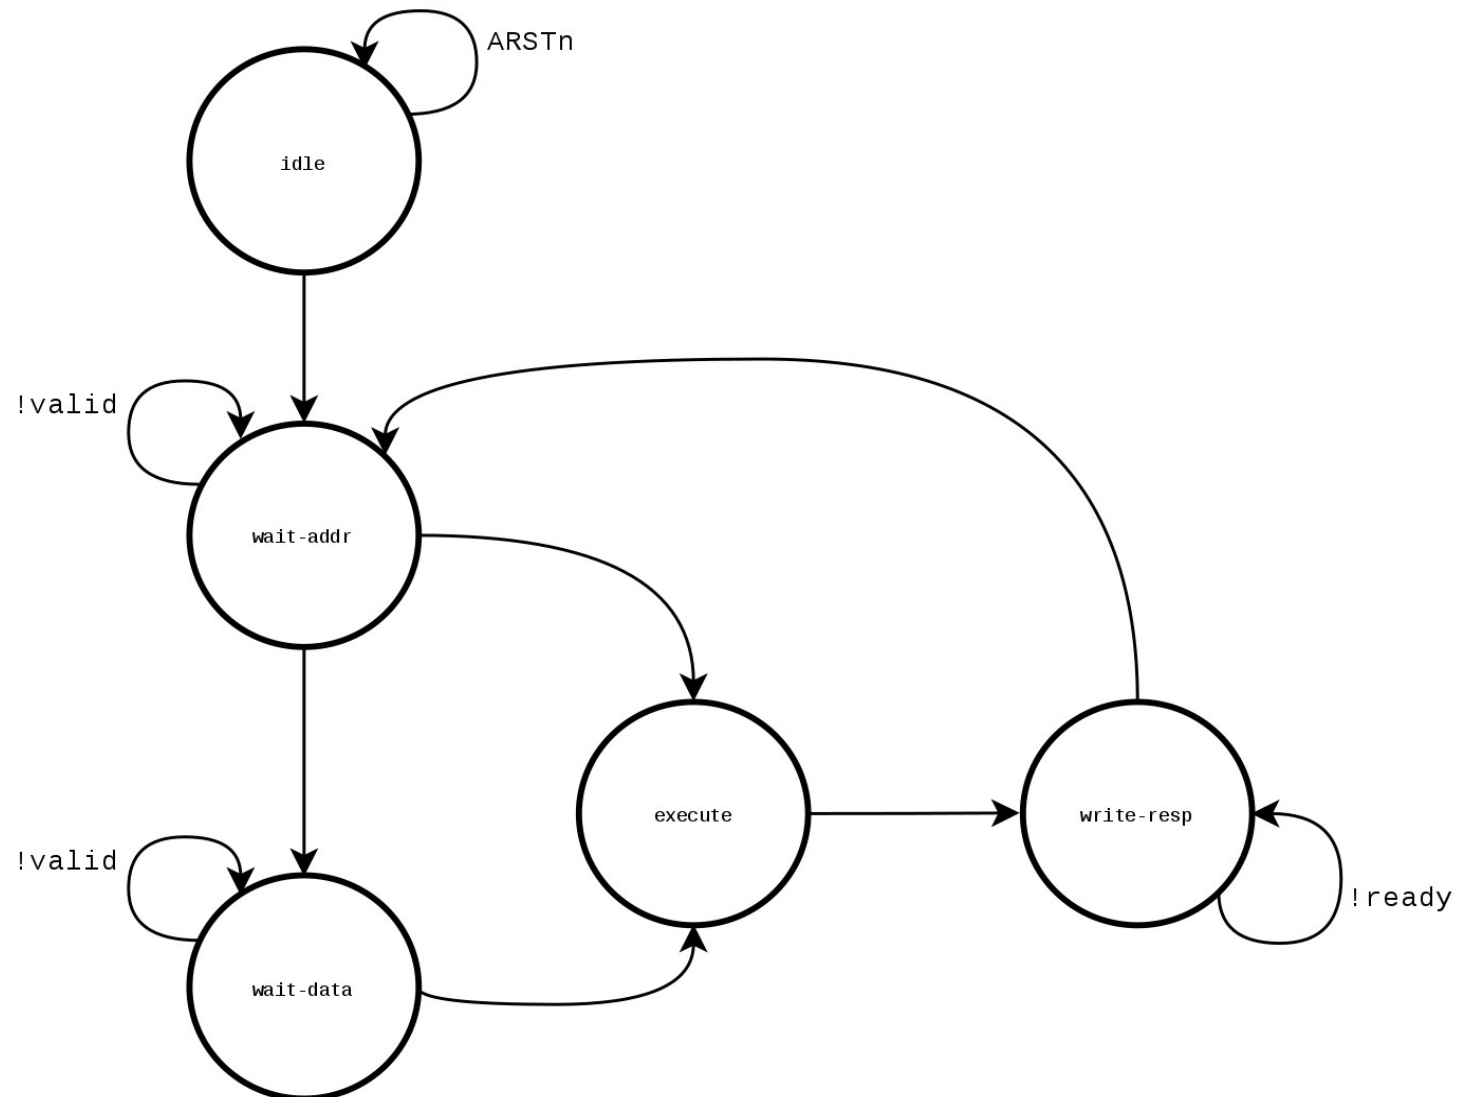 ARSTn
idle
!valid
wait-addr
execute
write-resp
!valid
!ready
wait-data